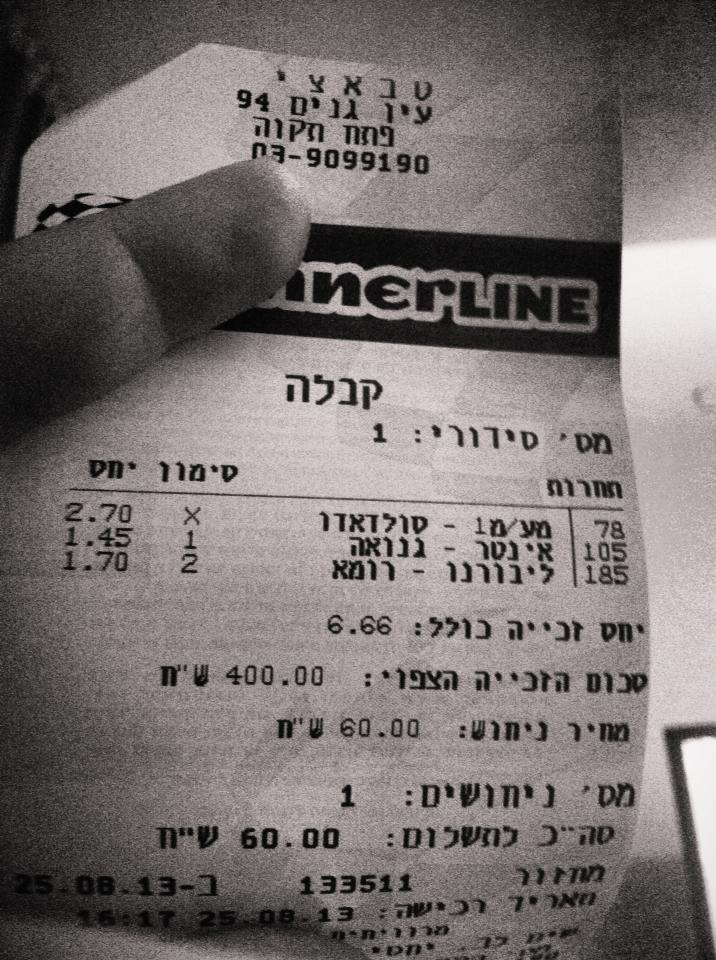 ט ב א צ י
עין גנים 94
פתח תקוה
03-9099190
nnerLINE
קבלה
מס' סידורי: 1
תחרות סימון יחס
78 מע/מ1 - סולדאדו X 2.70
105 אינטר - גנואה 1 1.45
185 ליבורנו - רומא 2 1.70
יחס זכייה כולל: 6.66
סכום הזכייה הצפוי: 400.00 ש"ח
מחיר ניחוש: 60.00 ש"ח
מס' ניחושים: 1
סה"כ לתשלום: 60.00 ש"ח
מחזור 133511 ב-25.08.13
תאריך רכישה: 25.08.13 16:17